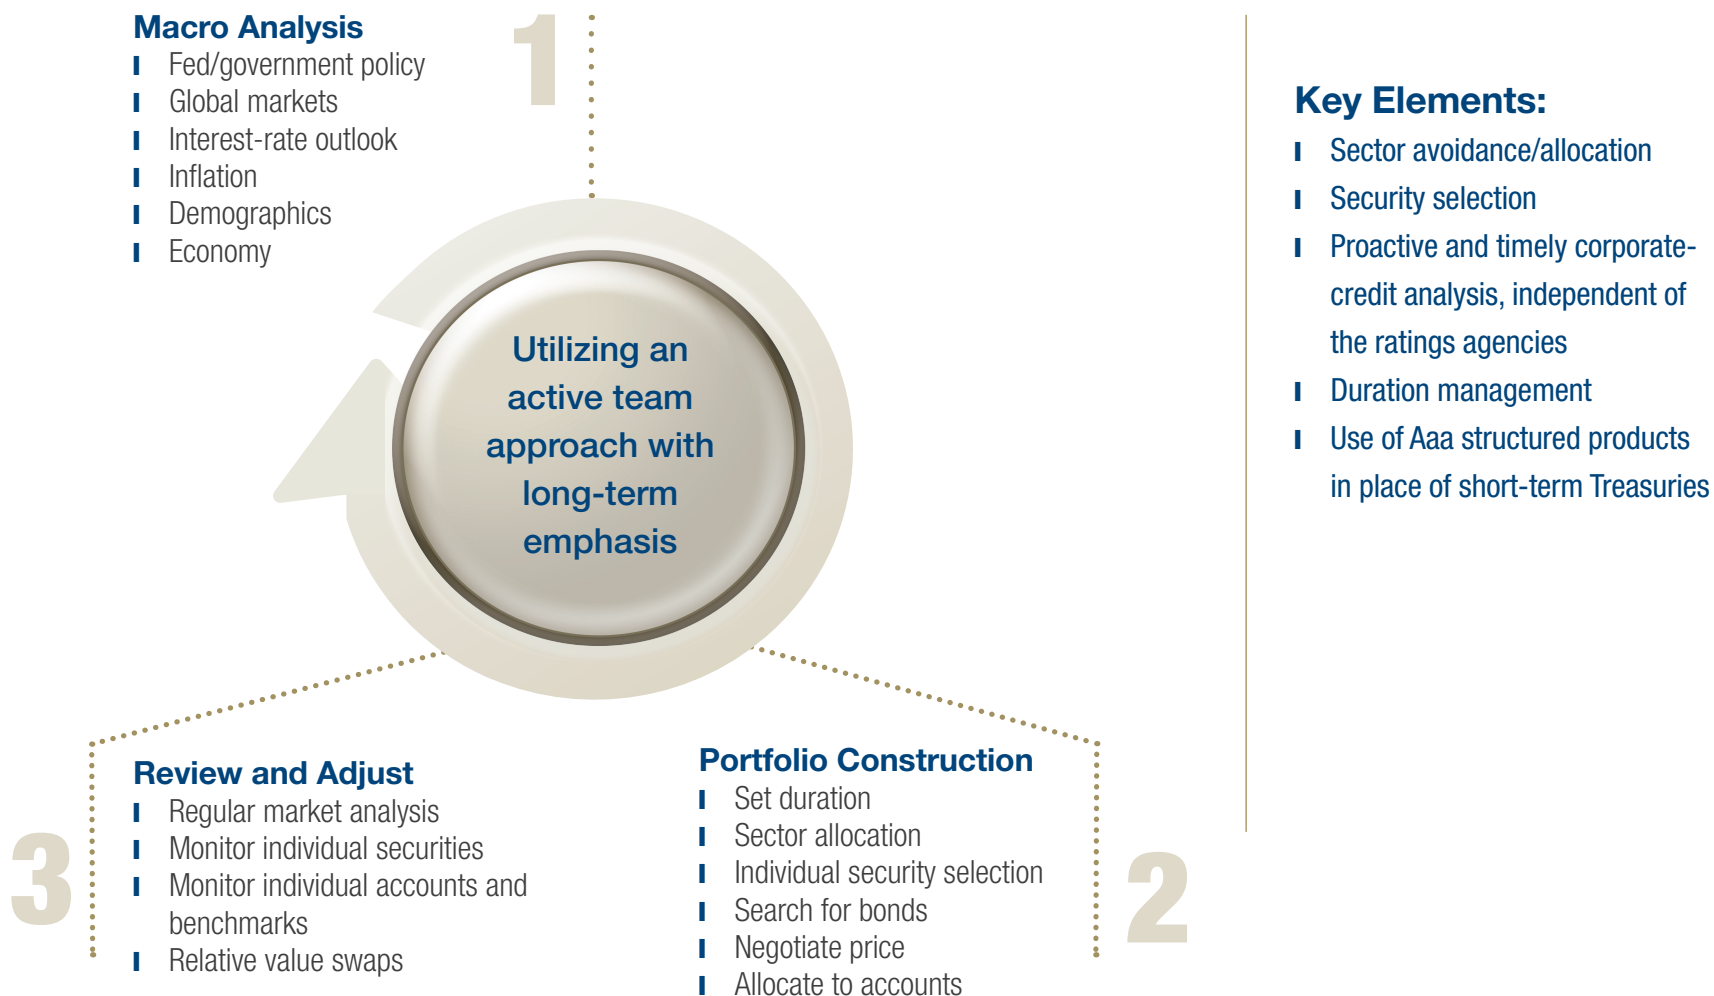 1
Macro Analysis
Fed/government policy
Global markets
Interest-rate outlook
Inflation
Demographics
Economy
Utilizing an
active team
approach with
long-term
emphasis
2
Portfolio Construction
Set duration
Sector allocation
Individual security selection
Search for bonds
Negotiate price
Allocate to accounts
3
Review and Adjust
Regular market analysis
Monitor individual securities
Monitor individual accounts and
benchmarks
Relative value swaps
Key Elements:
Sector avoidance/allocation
Security selection
Proactive and timely corporate-
credit analysis, independent of
the ratings agencies
Duration management
Use of Aaa structured products
in place of short-term Treasuries